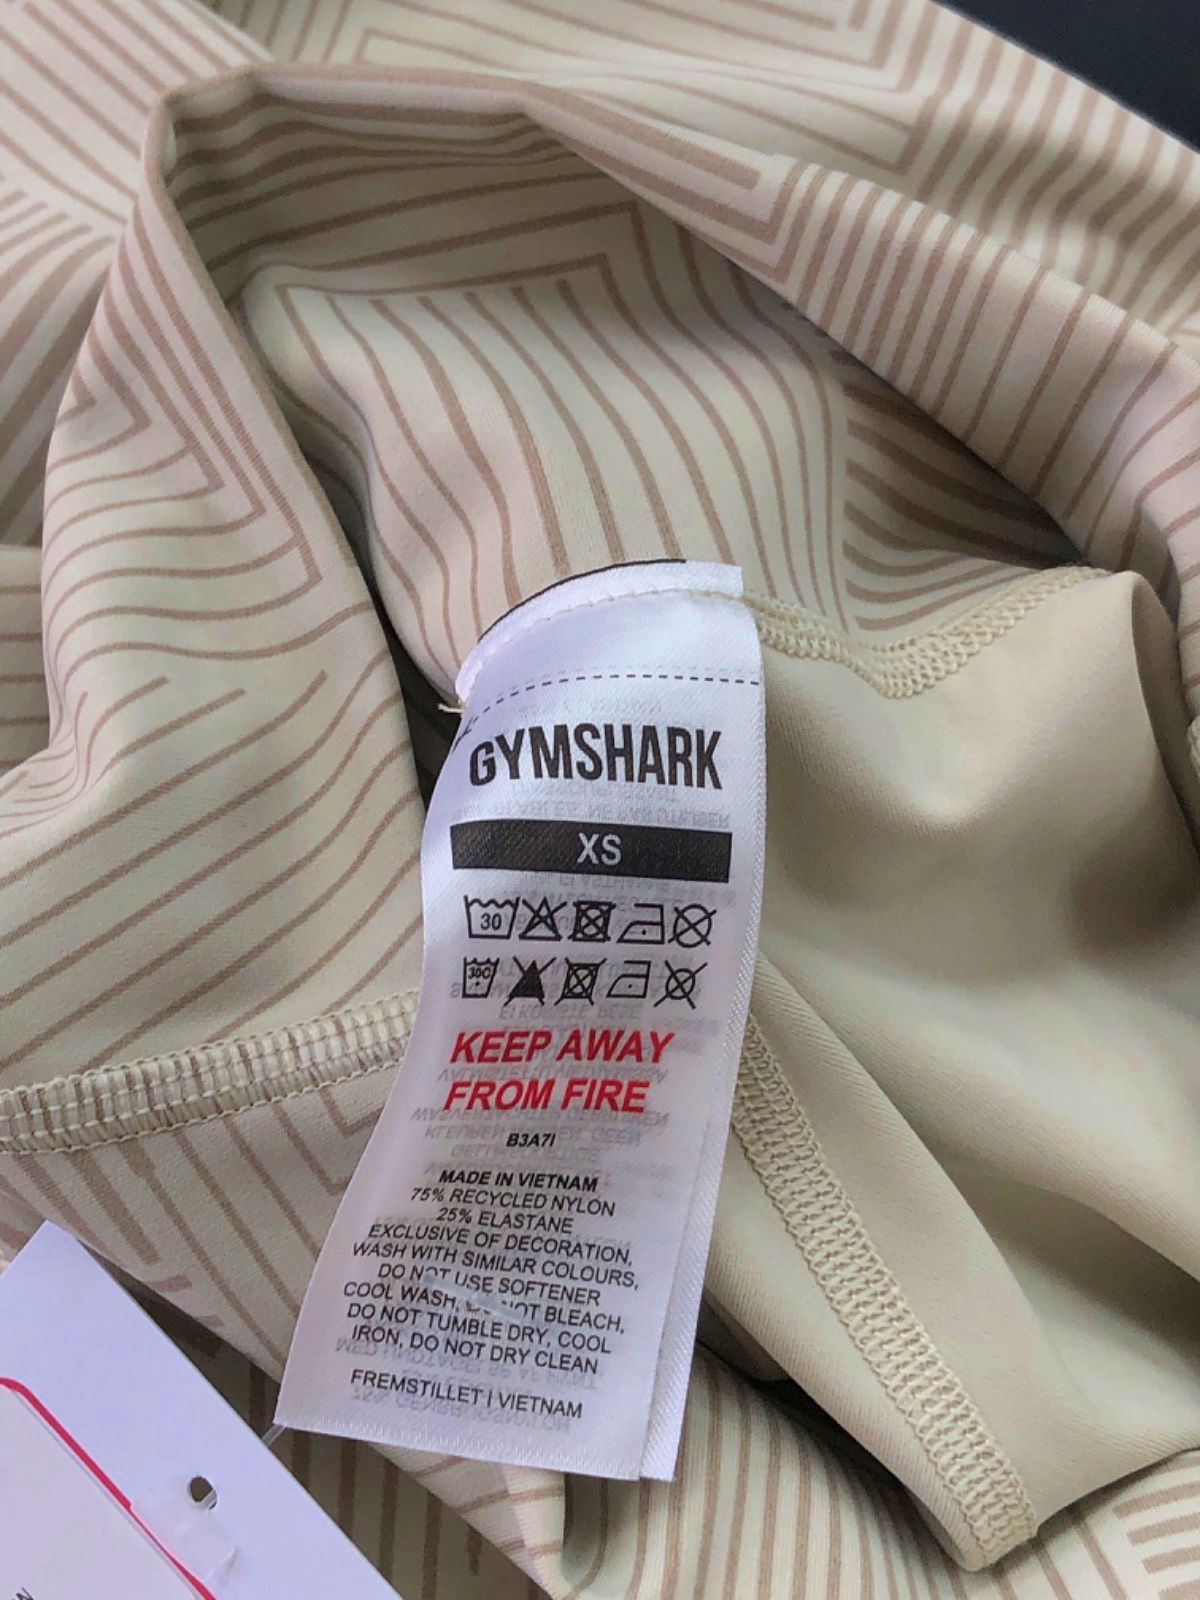 GYMSHARK
XS
30
30C
KEEP AWAY
FROM FIRE
B3A7I
MADE IN VIETNAM
75% RECYCLED NYLON
25% ELASTANE
EXCLUSIVE OF DECORATION,
WASH WITH SIMILAR COLOURS,
DO NOT USE SOFTENER
COOL WASH, DO NOT BLEACH,
DO NOT TUMBLE DRY, COOL
IRON, DO NOT DRY CLEAN
FREMSTILLET I VIETNAM